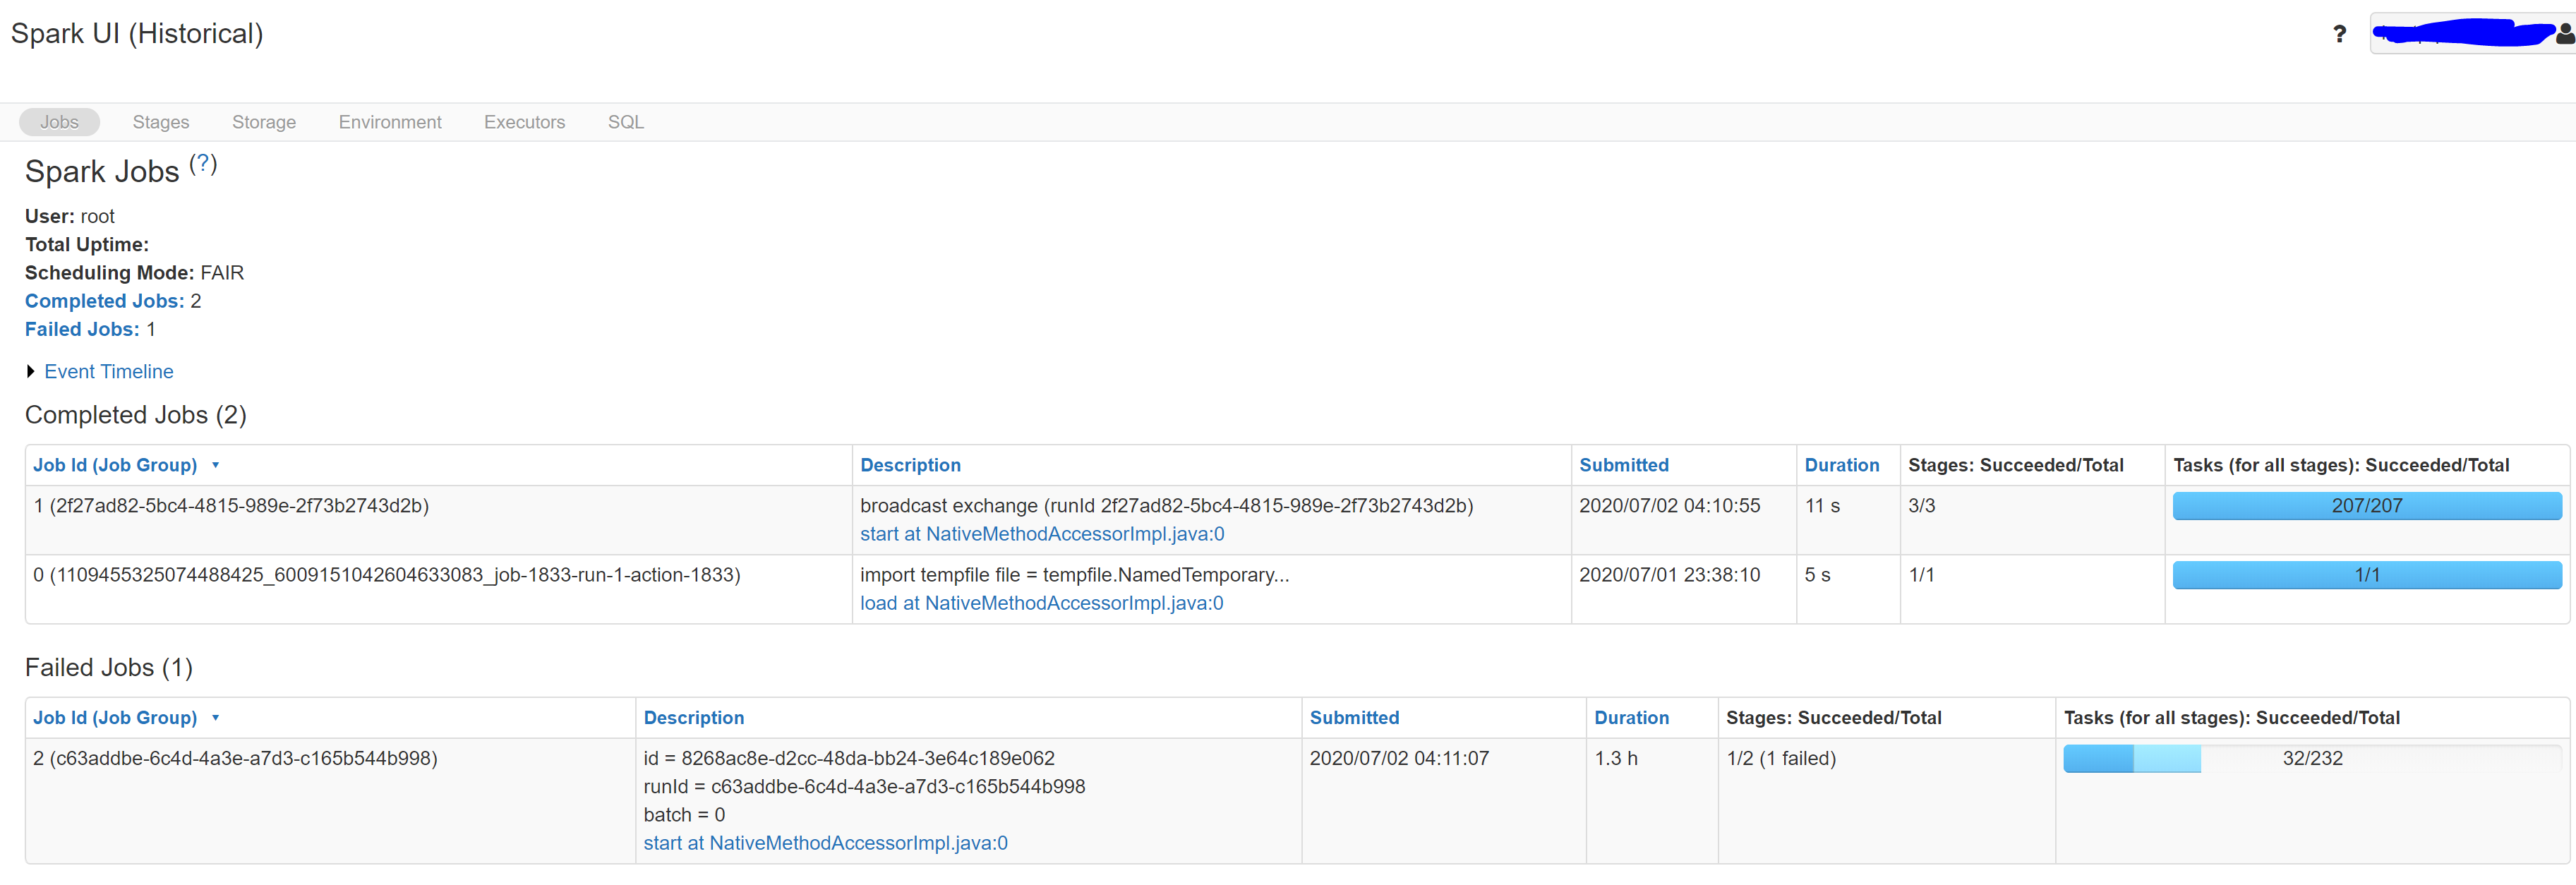 Spark UI (Historical)
?
Jobs Stages Storage Environment Executors SQL
Spark Jobs (?)
User: root
Total Uptime:
Scheduling Mode: FAIR
Completed Jobs: 2
Failed Jobs: 1
Event Timeline
Completed Jobs (2)
Job Id (Job Group) Description Submitted Duration Stages: Succeeded/Total Tasks (for all stages): Succeeded/Total
1 (2f27ad82-5bc4-4815-989e-2f73b2743d2b) broadcast exchange (runId 2f27ad82-5bc4-4815-989e-2f73b2743d2b) 2020/07/02 04:10:55 11 s 3/3 207/207
start at NativeMethodAccessorImpl.java:0
0 (1109455325074488425_6009151042604633083_job-1833-run-1-action-1833) import tempfile file = tempfile.NamedTemporary... 2020/07/01 23:38:10 5 s 1/1 1/1
load at NativeMethodAccessorImpl.java:0
Failed Jobs (1)
Job Id (Job Group) Description Submitted Duration Stages: Succeeded/Total Tasks (for all stages): Succeeded/Total
2 (c63addbe-6c4d-4a3e-a7d3-c165b544b998) id = 8268ac8e-d2cc-48da-bb24-3e64c189e062 2020/07/02 04:11:07 1.3 h 1/2 (1 failed) 32/232
runId = c63addbe-6c4d-4a3e-a7d3-c165b544b998
batch = 0
start at NativeMethodAccessorImpl.java:0